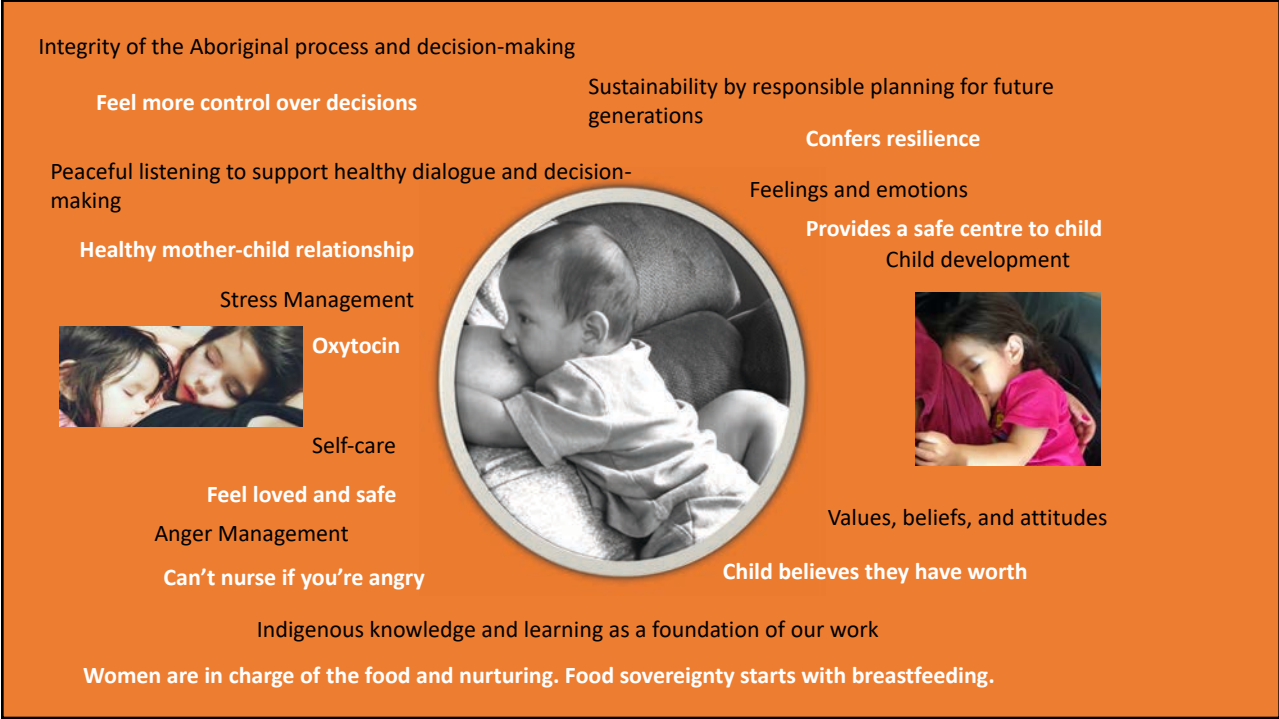 Integrity of the Aboriginal process and decision-making
Feel more control over decisions
Sustainability by responsible planning for future
generations
Confers resilience
Peaceful listening to support healthy dialogue and decision-
making
Feelings and emotions
Provides a safe centre to child
Healthy mother-child relationship
Child development
Stress Management
Oxytocin
Self-care
Feel loved and safe
Values, beliefs, and attitudes
Anger Management
Can’t nurse if you’re angry
Child believes they have worth
Indigenous knowledge and learning as a foundation of our work
Women are in charge of the food and nurturing. Food sovereignty starts with breastfeeding.